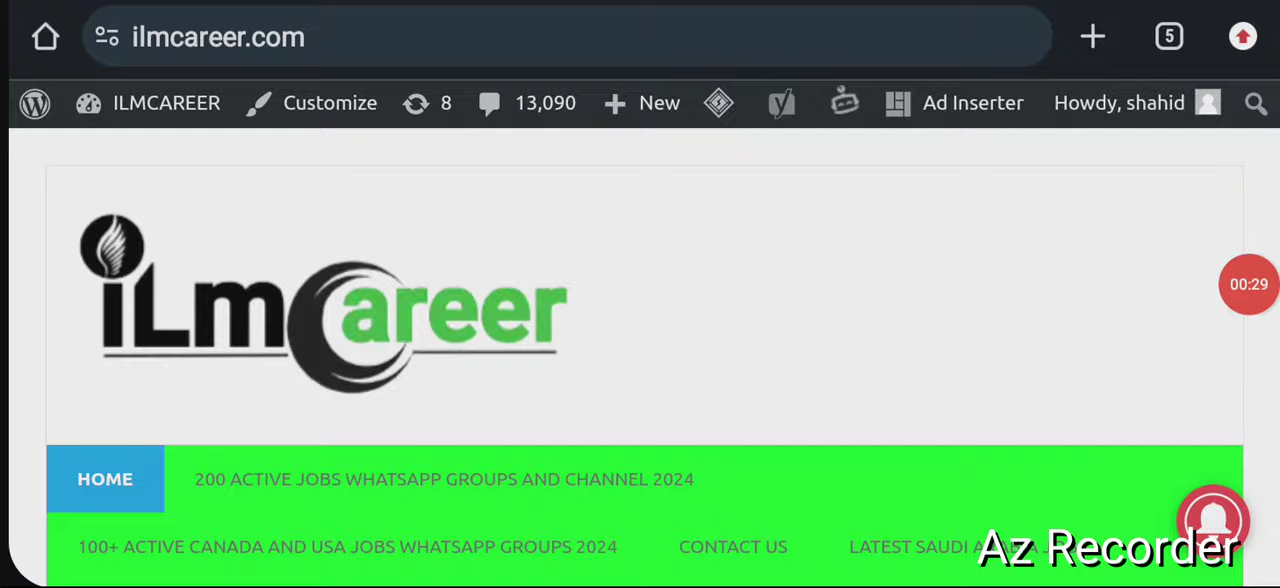 5
ilmcareer.com
ILMCAREER Customize 8 13,090 New Ad Inserter Howdy, shahid
iLmCareer
00:29
HOME 200 ACTIVE JOBS WHATSAPP GROUPS AND CHANNEL 2024
100+ ACTIVE CANADA AND USA JOBS WHATSAPP GROUPS 2024 CONTACT US LATEST SAUDI
Az Recorder